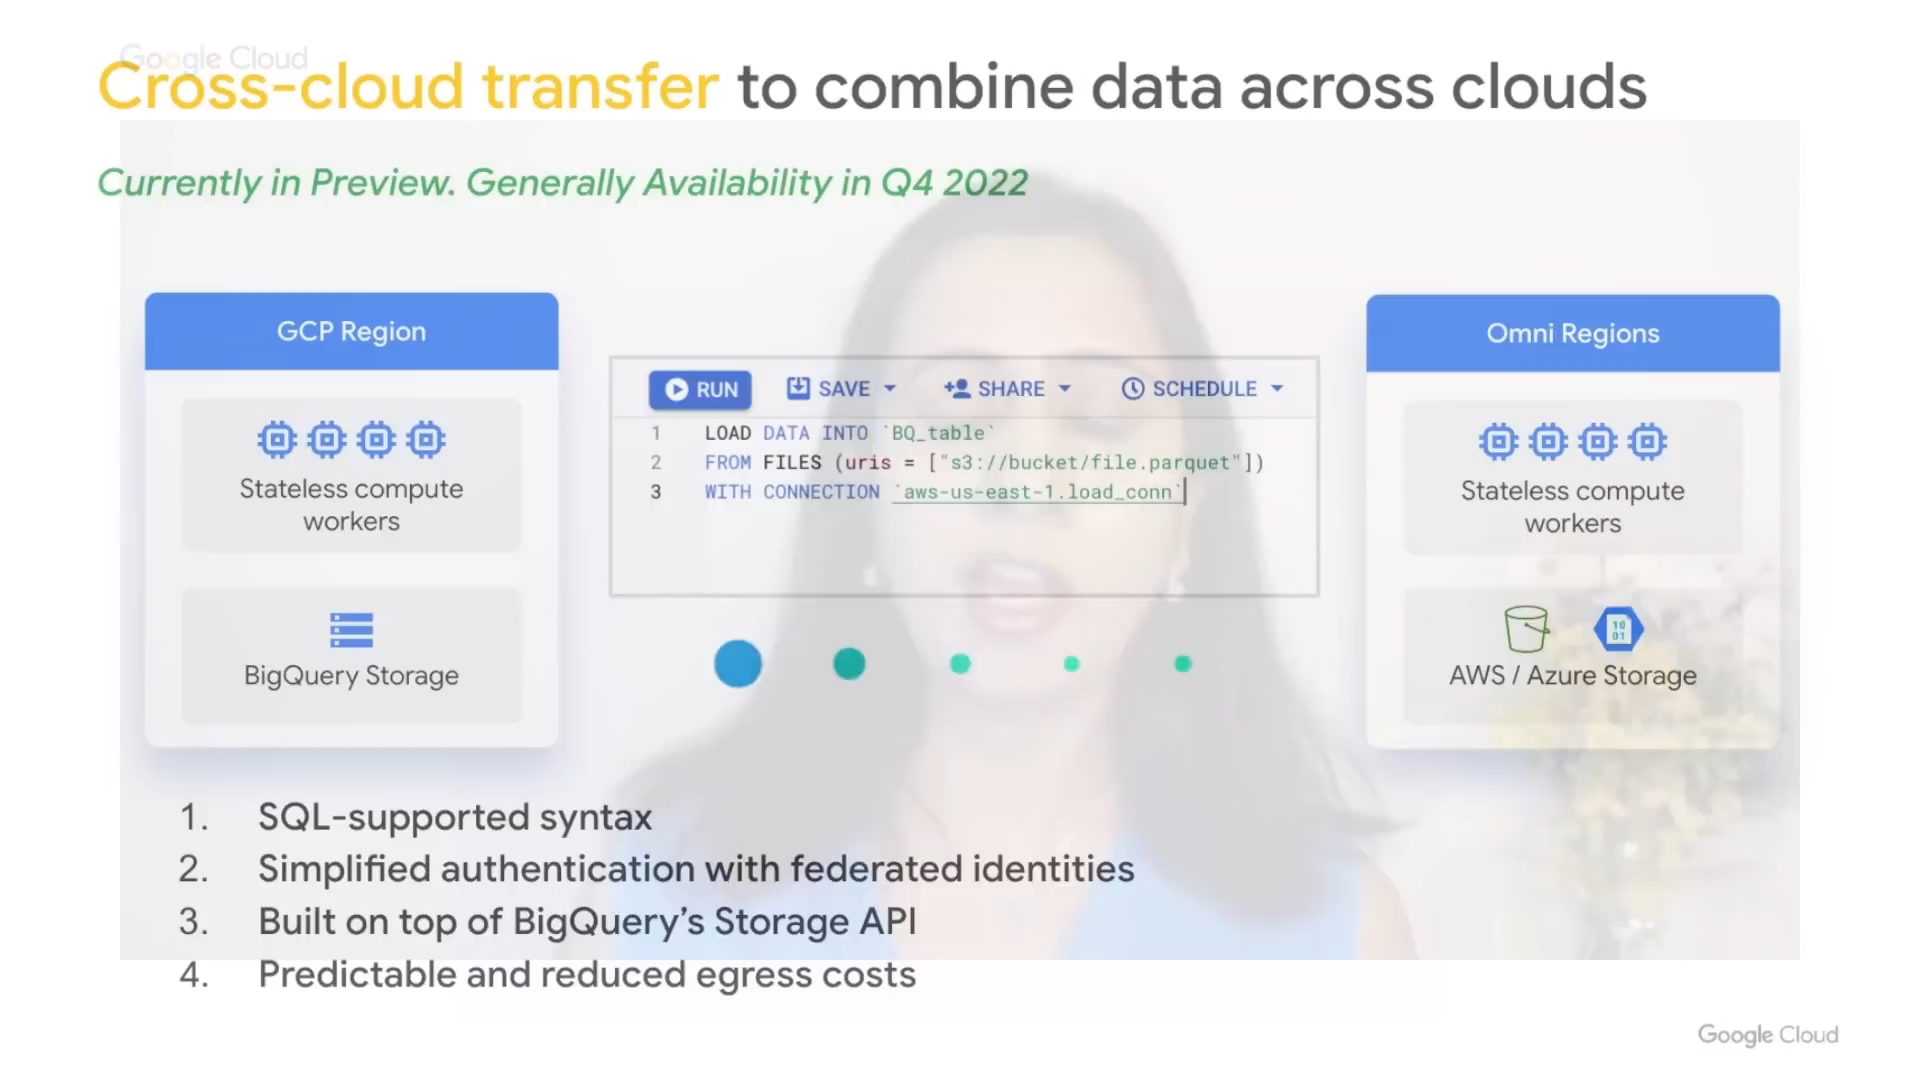 Google Cloud
Cross-cloud transfer to combine data across clouds
Currently in Preview. Generally Availability in Q4 2022
GCP Region
Stateless compute
workers
BigQuery Storage
RUN SAVE SHARE SCHEDULE
1 LOAD DATA INTO `BQ_table`
2 FROM FILES (uris = ["s3://bucket/file.parquet"])
3 WITH CONNECTION `aws-us-east-1.load_conn`
Omni Regions
Stateless compute
workers
10
01
AWS / Azure Storage
1. SQL-supported syntax
2. Simplified authentication with federated identities
3. Built on top of BigQuery’s Storage API
4. Predictable and reduced egress costs
Google Cloud